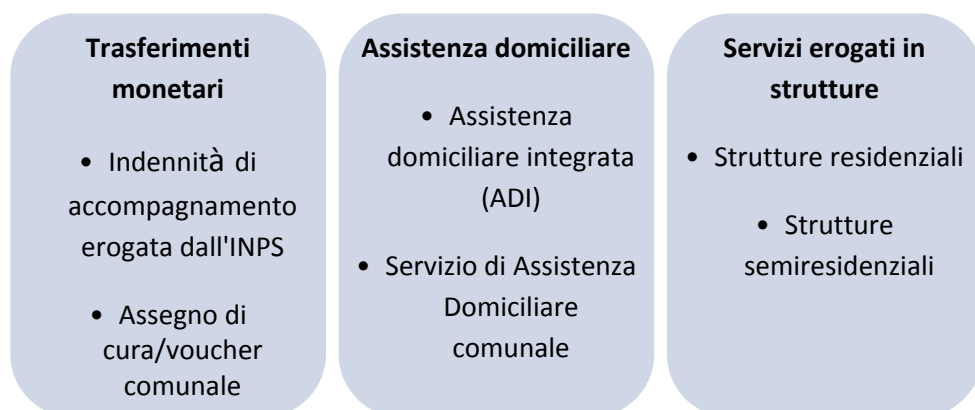 Trasferimenti
monetari
• Indennità di
accompagnamento
erogata dall'INPS
• Assegno di
cura/voucher
comunale
Assistenza domiciliare
• Assistenza
domiciliare integrata
(ADI)
• Servizio di Assistenza
Domiciliare
comunale
Servizi erogati in
strutture
• Strutture residenziali
• Strutture
semiresidenziali